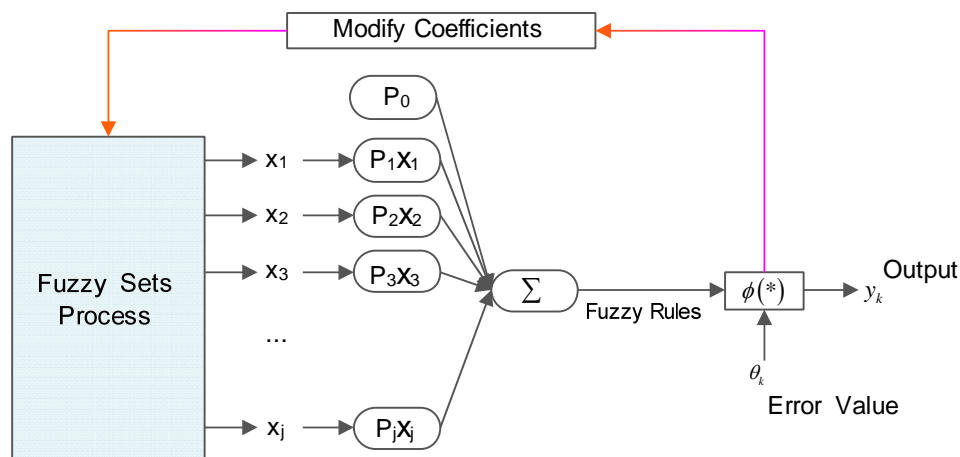 Modify Coefficients
P₀
x₁ P₁x₁
x₂ P₂x₂
x₃ P₃x₃
Fuzzy Sets
Process
...
xⱼ Pⱼxⱼ
∑
Fuzzy Rules
ϕ(*)
Output
yₖ
θₖ
Error Value